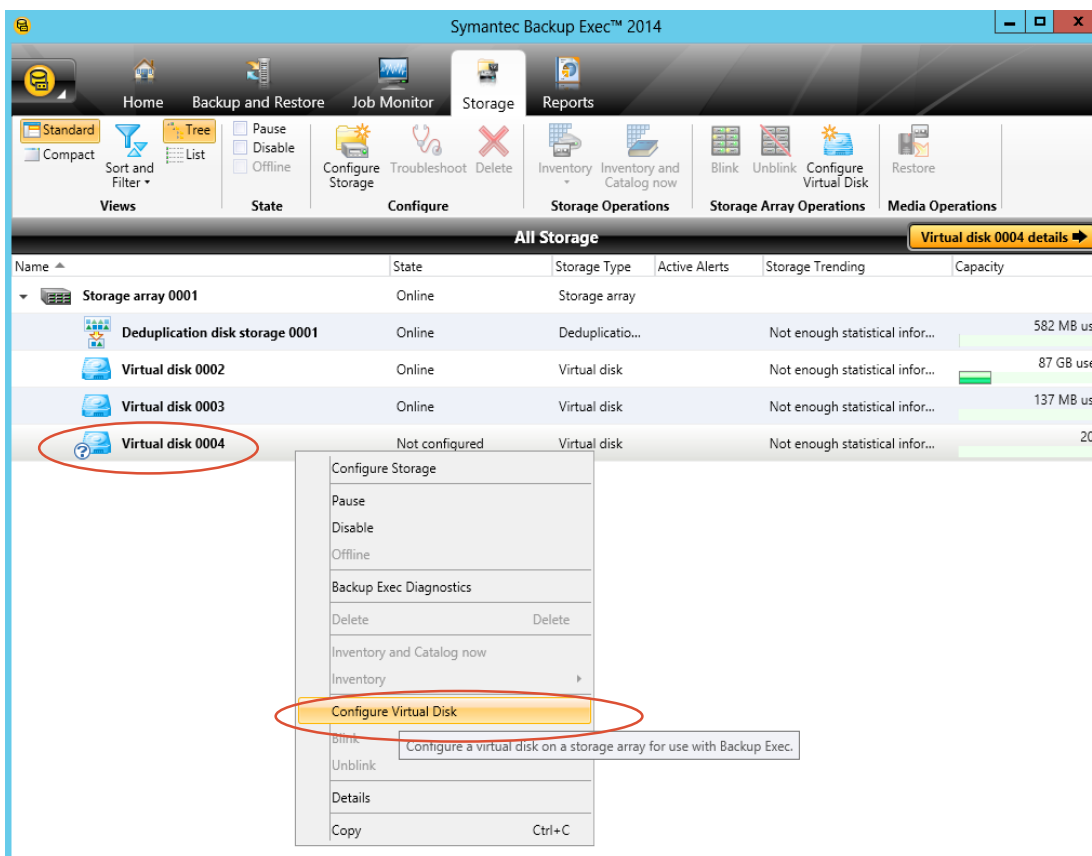 Symantec Backup Exec™ 2014
Home Backup and Restore Job Monitor Storage Reports
Standard
Compact
Sort and
Filter
Tree
List
Views
Pause
Disable
Offline
State
Configure
Storage
Troubleshoot
Delete
Configure
Inventory
Inventory and
Catalog now
Storage Operations
Blink
Unblink
Configure
Virtual Disk
Storage Array Operations
Restore
Media Operations
All Storage
Virtual disk 0004 details
Name State Storage Type Active Alerts Storage Trending Capacity
Storage array 0001 Online Storage array
Deduplication disk storage 0001 Online Deduplicatio... Not enough statistical infor... 582 MB us
Virtual disk 0002 Online Virtual disk Not enough statistical infor... 87 GB use
Virtual disk 0003 Online Virtual disk Not enough statistical infor... 137 MB us
Virtual disk 0004 Not configured Virtual disk Not enough statistical infor... 20
Configure Storage
Pause
Disable
Offline
Backup Exec Diagnostics
Delete Delete
Inventory and Catalog now
Inventory
Configure Virtual Disk
Blink
Configure a virtual disk on a storage array for use with Backup Exec.
Unblink
Details
Copy Ctrl+C